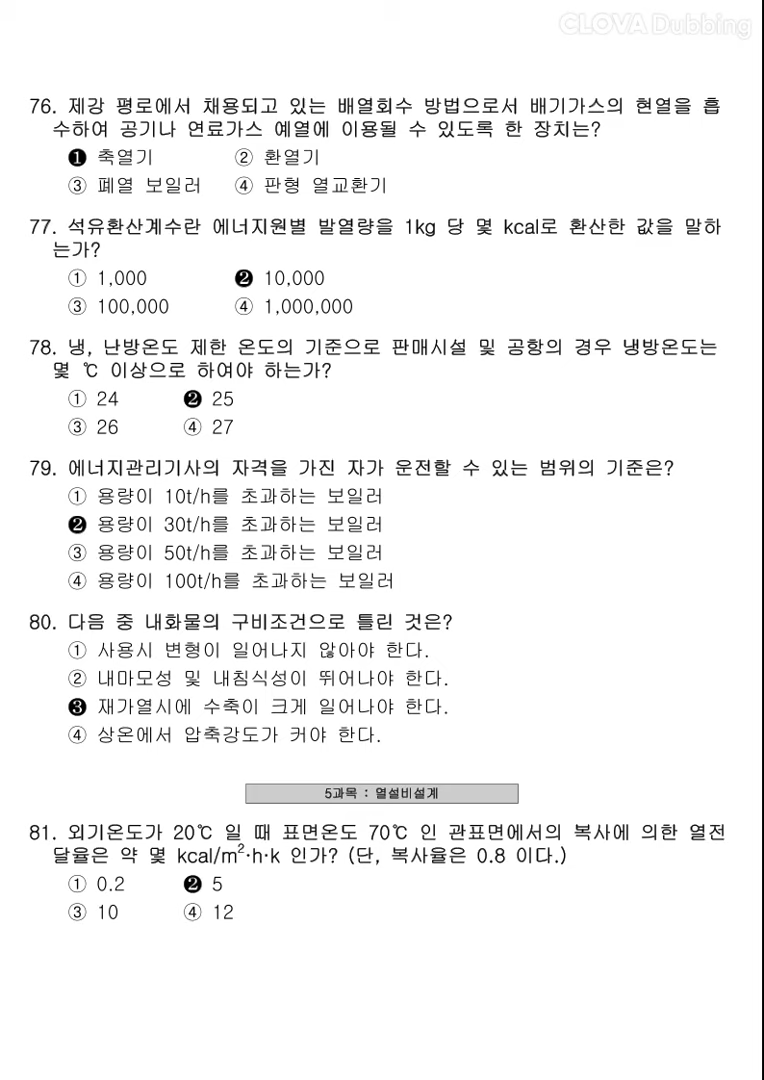 CLOVA Dubbing
76. 제강 평로에서 채용되고 있는 배열회수 방법으로서 배기가스의 현열을 흡
수하여 공기나 연료가스 예열에 이용될 수 있도록 한 장치는?
❶ 축열기 ② 환열기
③ 폐열 보일러 ④ 판형 열교환기
77. 석유환산계수란 에너지원별 발열량을 1kg 당 몇 kcal로 환산한 값을 말하
는가?
① 1,000 ❷ 10,000
③ 100,000 ④ 1,000,000
78. 냉, 난방온도 제한 온도의 기준으로 판매시설 및 공항의 경우 냉방온도는
몇 ℃ 이상으로 하여야 하는가?
① 24 ❷ 25
③ 26 ④ 27
79. 에너지관리기사의 자격을 가진 자가 운전할 수 있는 범위의 기준은?
① 용량이 10t/h를 초과하는 보일러
❷ 용량이 30t/h를 초과하는 보일러
③ 용량이 50t/h를 초과하는 보일러
④ 용량이 100t/h를 초과하는 보일러
80. 다음 중 내화물의 구비조건으로 틀린 것은?
① 사용시 변형이 일어나지 않아야 한다.
② 내마모성 및 내침식성이 뛰어나야 한다.
❸ 재가열시에 수축이 크게 일어나야 한다.
④ 상온에서 압축강도가 커야 한다.
5과목 : 열설비설계
81. 외기온도가 20℃ 일 때 표면온도 70℃ 인 관표면에서의 복사에 의한 열전
달율은 약 몇 kcal/m²·h·k 인가? (단, 복사율은 0.8 이다.)
① 0.2 ❷ 5
③ 10 ④ 12